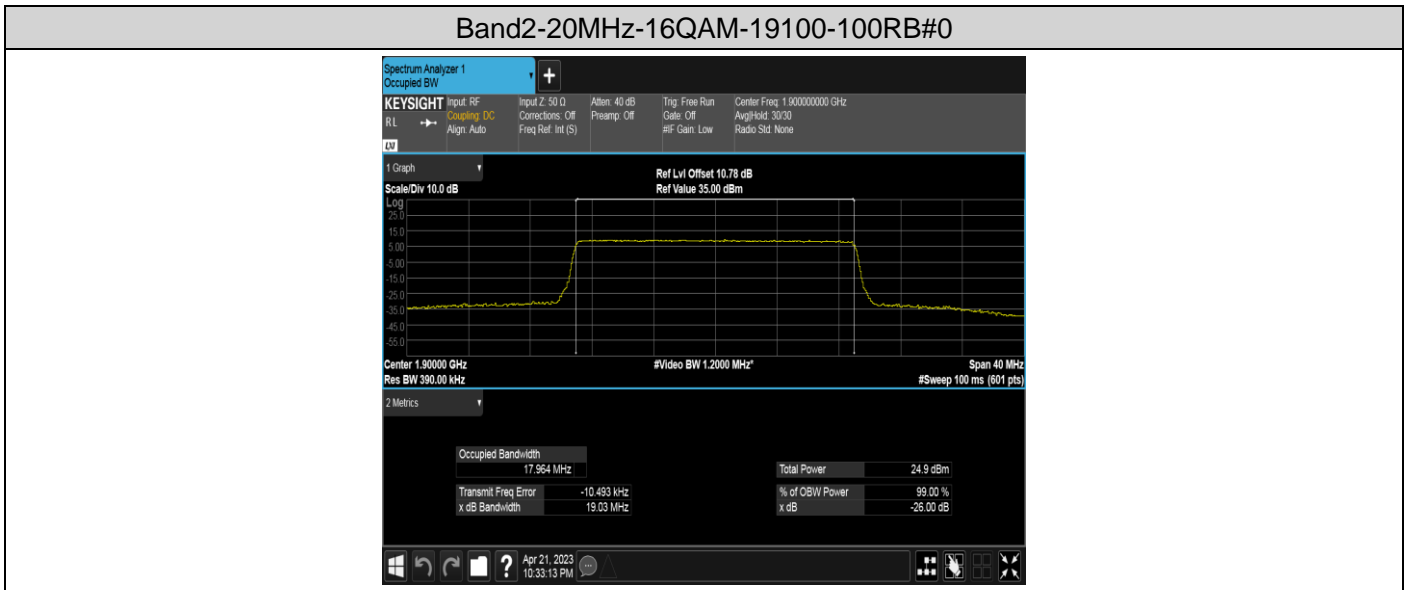 Band2-20MHz-16QAM-19100-100RB#0
Spectrum Analyzer 1
Occupied BW
+
KEYSIGHT Input: RF Input Z: 50 Ω Atten: 40 dB Trig: Free Run Center Freq: 1.900000000 GHz
RL Coupling: DC Corrections: Off Preamp: Off Gate: Off Avg|Hold: 30/30
Align: Auto Freq Ref: Int (S) #IF Gain: Low Radio Std: None
LXI
1 Graph Ref Lvl Offset 10.78 dB
Scale/Div 10.0 dB Ref Value 35.00 dBm
Log
25.0
15.0
5.00
-5.00
-15.0
-25.0
-35.0
-45.0
-55.0
Center 1.90000 GHz #Video BW 1.2000 MHz* Span 40 MHz
Res BW 390.00 kHz #Sweep 100 ms (601 pts)
2 Metrics
Occupied Bandwidth
17.964 MHz Total Power 24.9 dBm
Transmit Freq Error -10.493 kHz % of OBW Power 99.00 %
x dB Bandwidth 19.03 MHz x dB -26.00 dB
? Apr 21, 2023
10:33:13 PM